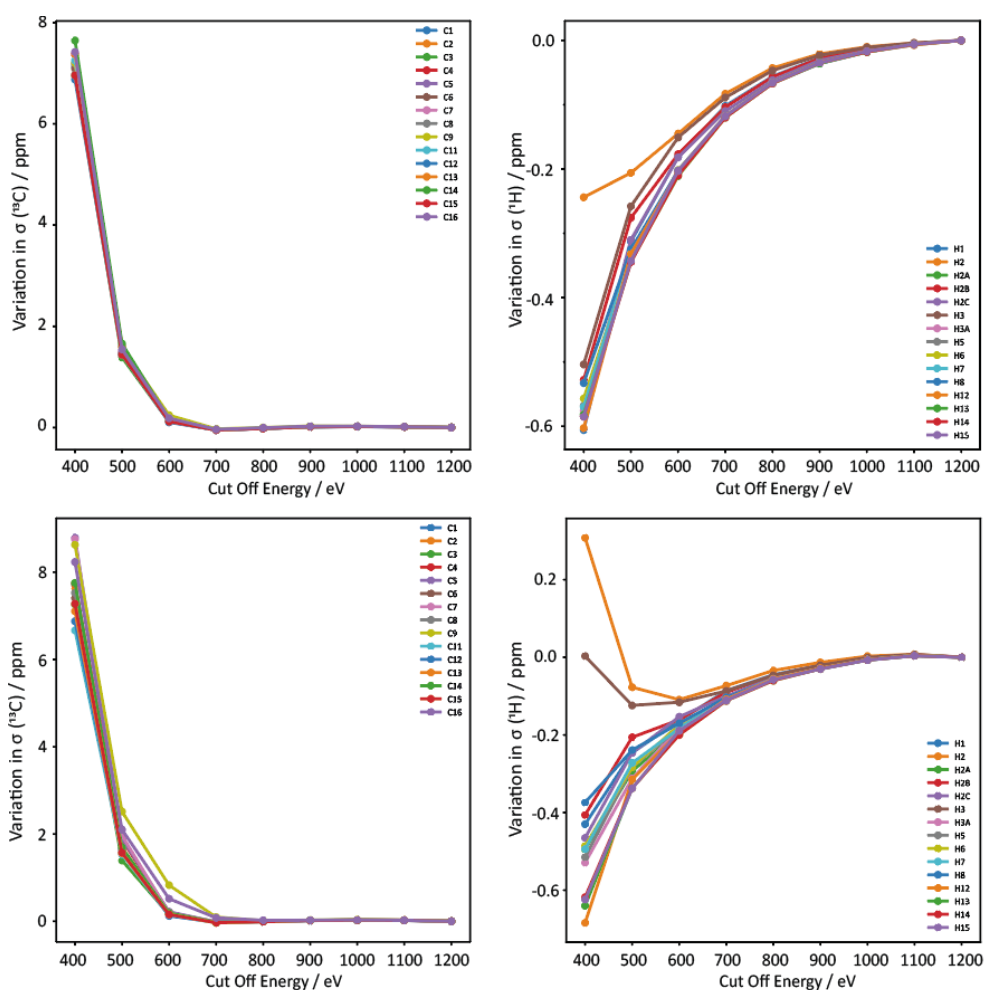 8
6
4
2
0
Variation in σ (¹³C) / ppm
400 500 600 700 800 900 1000 1100 1200
Cut Off Energy / eV
C1
C2
C3
C4
C5
C6
C7
C8
C9
C11
C12
C13
C14
C15
C16
0.0
-0.2
-0.4
-0.6
Variation in σ (¹H) / ppm
400 500 600 700 800 900 1000 1100 1200
Cut Off Energy / eV
H1
H2
H2A
H2B
H2C
H3
H3A
H5
H6
H7
H8
H12
H13
H14
H15
8
6
4
2
0
Variation in σ (¹³C) / ppm
400 500 600 700 800 900 1000 1100 1200
Cut Off Energy / eV
C1
C2
C3
C4
C5
C6
C7
C8
C9
C11
C12
C13
C14
C15
C16
0.2
0.0
-0.2
-0.4
-0.6
Variation in σ (¹H) / ppm
400 500 600 700 800 900 1000 1100 1200
Cut Off Energy / eV
H1
H2
H2A
H2B
H2C
H3
H3A
H5
H6
H7
H8
H12
H13
H14
H15